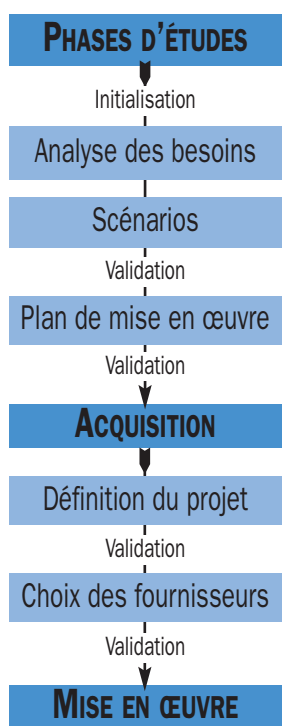 PHASES D'ÉTUDES
Initialisation
Analyse des besoins
Scénarios
Validation
Plan de mise en œuvre
Validation
ACQUISITION
Définition du projet
Validation
Choix des fournisseurs
Validation
MISE EN ŒUVRE